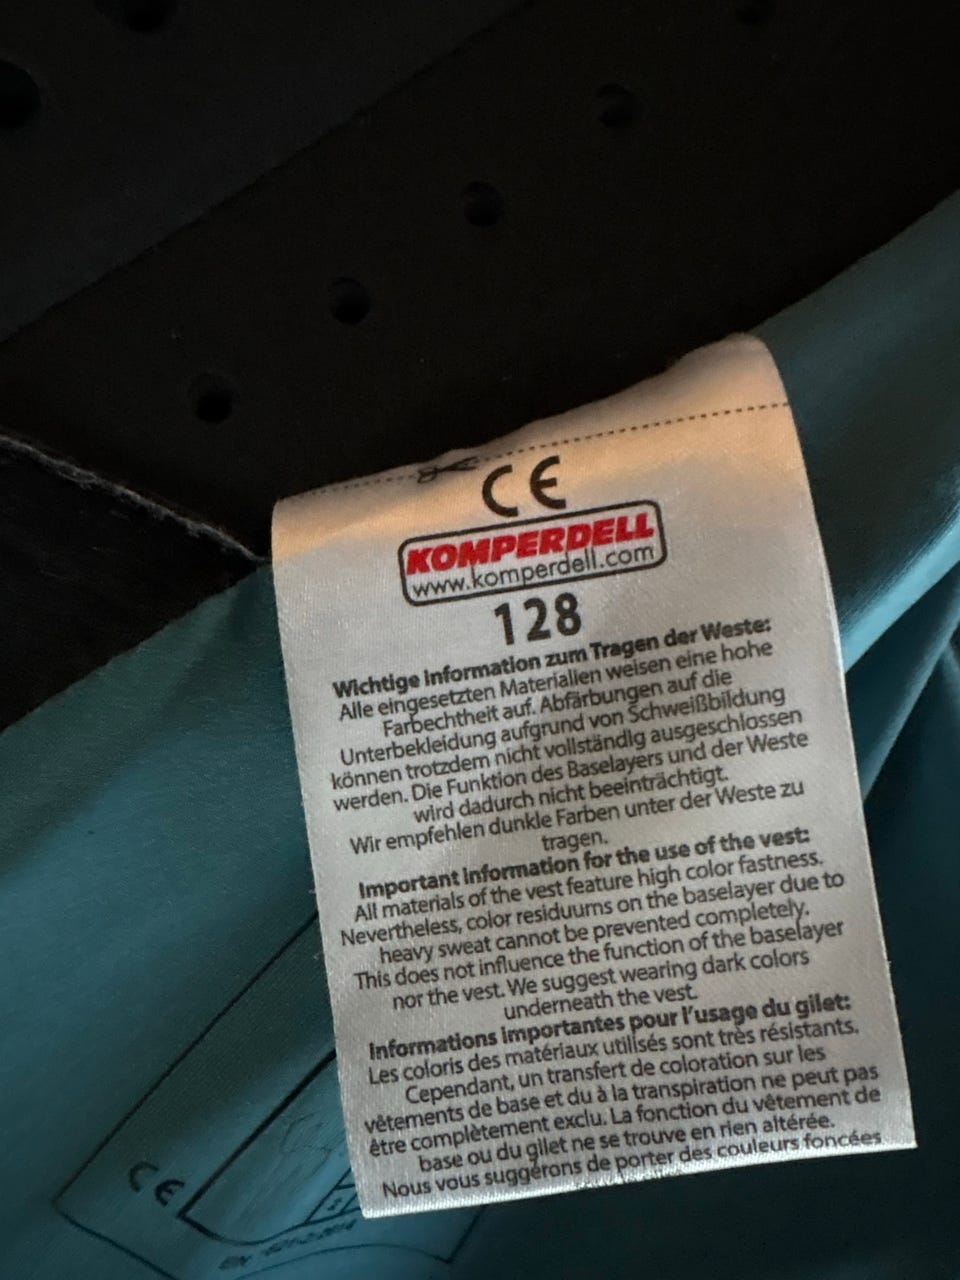 CE
KOMPERDELL
www.komperdell.com
128
Wichtige Information zum Tragen der Weste:
Alle eingesetzten Materialien weisen eine hohe
Farbechtheit auf. Abfärbungen auf die
Unterbekleidung aufgrund von Schweißbildung
können trotzdem nicht vollständig ausgeschlossen
werden. Die Funktion des Baselayers und der Weste
wird dadurch nicht beeinträchtigt.
Wir empfehlen dunkle Farben unter der Weste zu
tragen.
Important information for the use of the vest:
All materials of the vest feature high color fastness.
Nevertheless, color residuums on the baselayer due to
heavy sweat cannot be prevented completely.
This does not influence the function of the baselayer
nor the vest. We suggest wearing dark colors
underneath the vest.
Informations importantes pour l'usage du gilet:
Les coloris des matériaux utilisés sont très résistants.
Cependant, un transfert de coloration sur les
vêtements de base et du à la transpiration ne peut pas
être complètement exclu. La fonction du vêtement de
base ou du gilet ne se trouve en rien altérée.
Nous vous suggérons de porter des couleurs foncées
CE